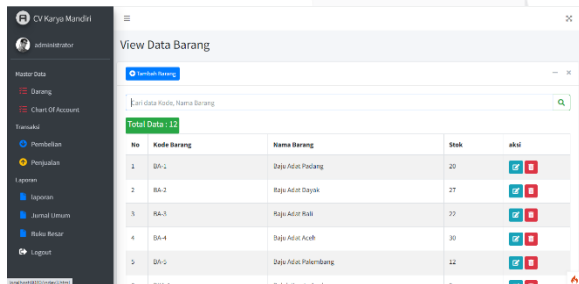 CV Karya Mandiri
administrator
Master Data
Barang
Chart Of Account
Transaksi
Pembelian
Penjualan
Laporan
laporan
Jurnal Umum
Buku Besar
Logout
View Data Barang
Tambah Barang
Cari data Kode, Nama Barang
Total Data : 12
No Kode Barang Nama Barang Stok aksi
1 BA-1 Baju Adat Padang 20
2 BA-2 Baju Adat Dayak 27
3 BA-3 Baju Adat Bali 22
4 BA-4 Baju Adat Aceh 30
5 BA-5 Baju Adat Palembang 12